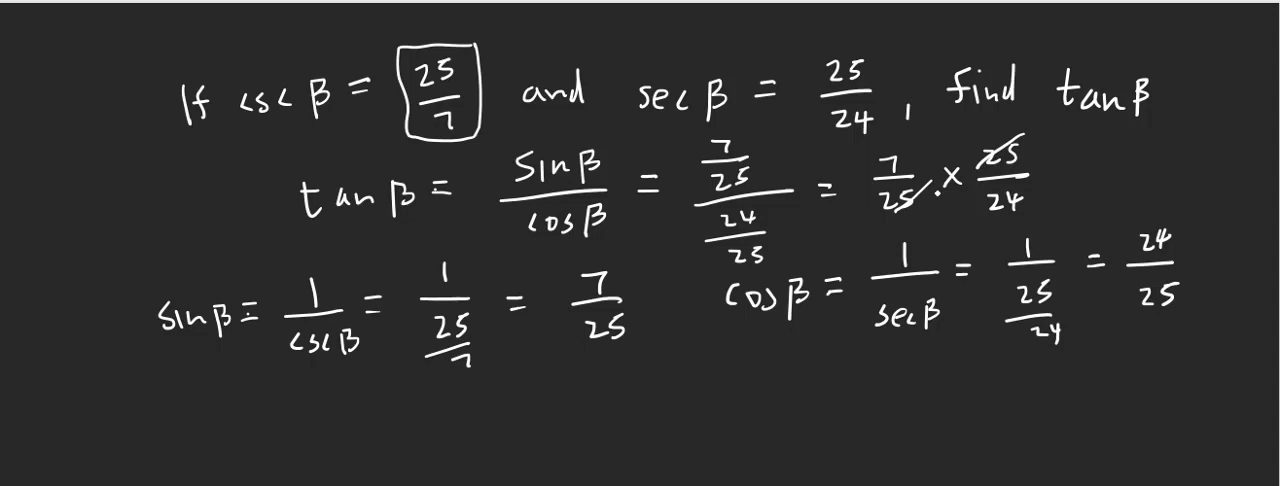 If csc β = 25/7 and sec β = 25/24, find tan β
tan β = sin β / cos β = (7/25) / (24/25) = 7/25 · × 25/24
sin β = 1 / csc β = 1 / (25/7) = 7/25
cos β = 1 / sec β = 1 / (25/24) = 24/25